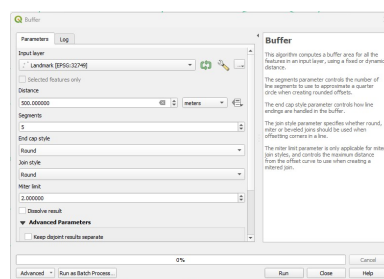 Buffer
Parameters Log
Input layer
Landmark [EPSG:32749]
Selected features only
Distance
500.000000 meters
Segments
5
End cap style
Round
Join style
Round
Miter limit
2.000000
Dissolve result
Advanced Parameters
Keep disjoint results separate
Buffer
This algorithm computes a buffer area for all the
features in an input layer, using a fixed or dynamic
distance.
The segments parameter controls the number of
line segments to use to approximate a quarter
circle when creating rounded offsets.
The end cap style parameter controls how line
endings are handled in the buffer.
The join style parameter specifies whether round,
miter or beveled joins should be used when
offsetting corners in a line.
The miter limit parameter is only applicable for miter
join styles, and controls the maximum distance
from the offset curve to use when creating a
mitered join.
0%
Cancel
Advanced Run as Batch Process...
Run Close Help